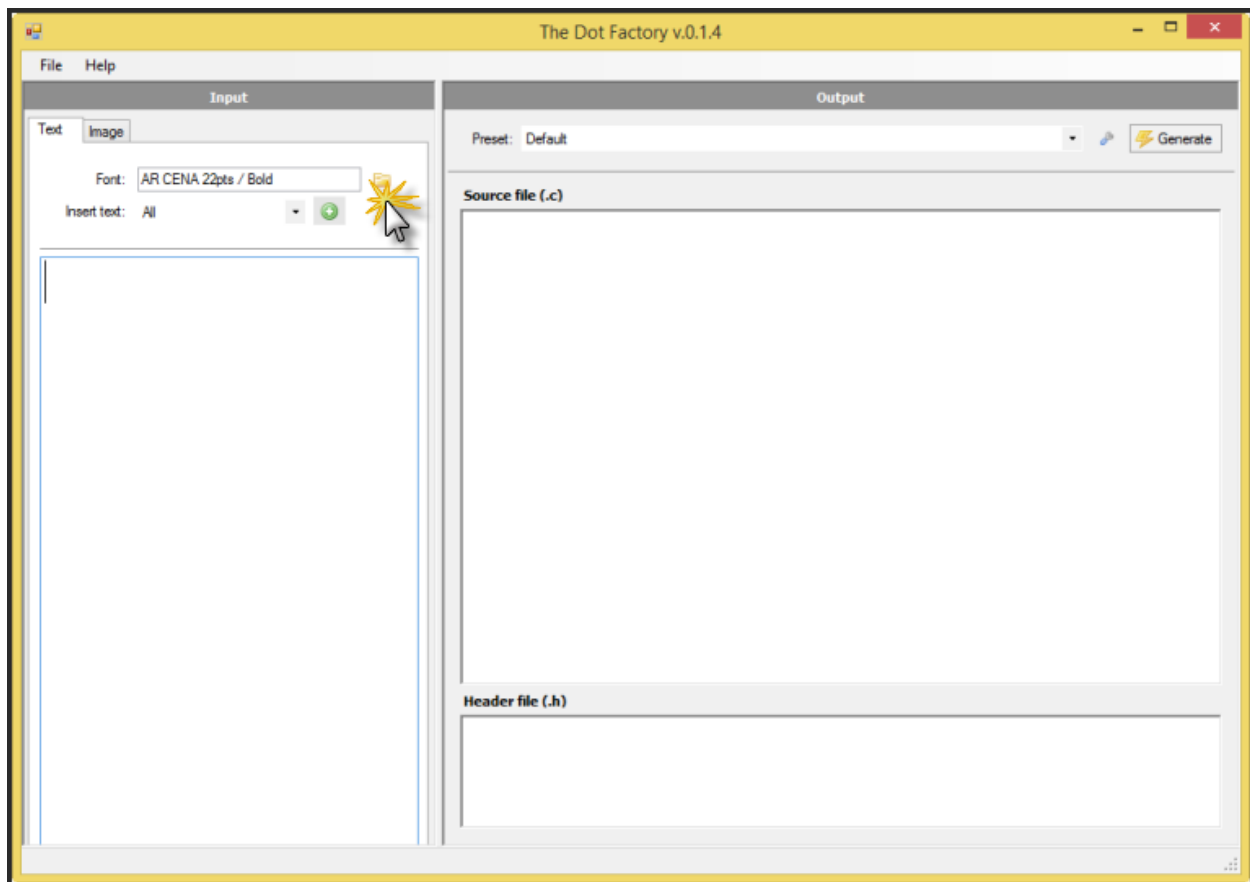 The Dot Factory v.0.1.4
File Help
Input
Text Image
Font: AR CENA 22pts / Bold
Insert text: All
Output
Preset: Default Generate
Source file (.c)
Header file (.h)